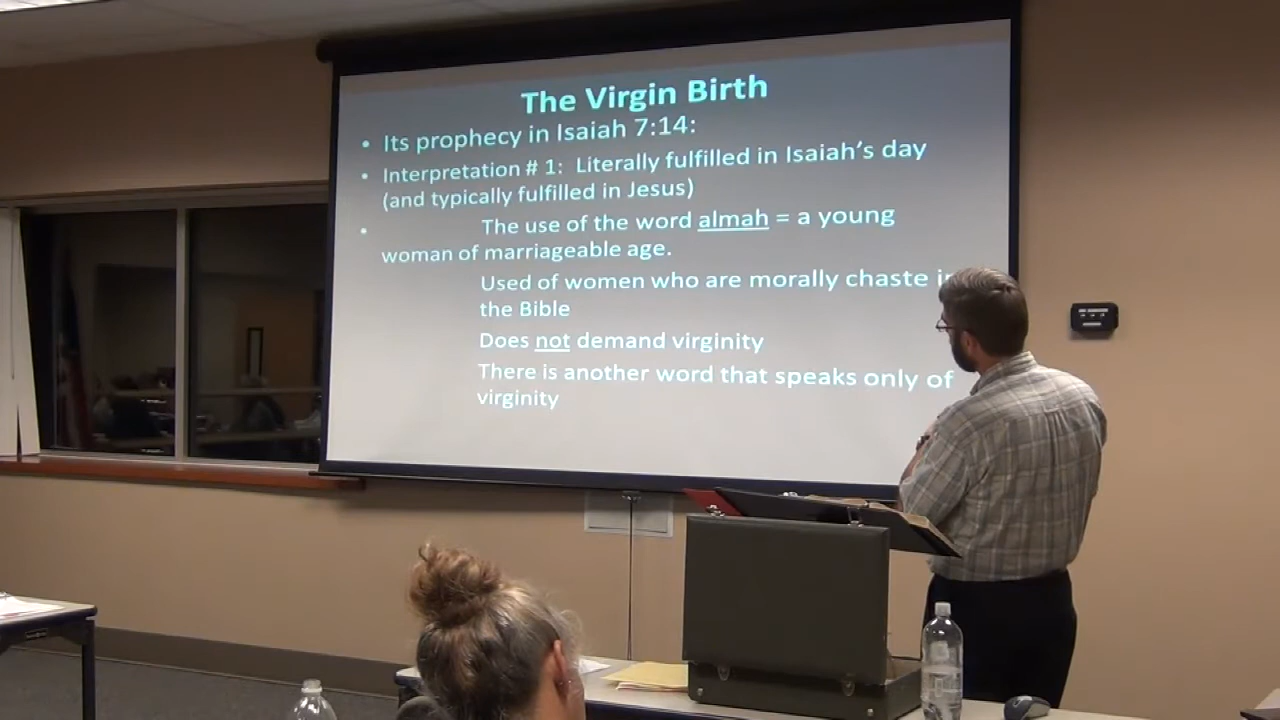 The Virgin Birth
• Its prophecy in Isaiah 7:14:
• Interpretation # 1: Literally fulfilled in Isaiah's day
(and typically fulfilled in Jesus)
• The use of the word almah = a young
woman of marriageable age.
Used of women who are morally chaste in
the Bible
Does not demand virginity
There is another word that speaks only of
virginity